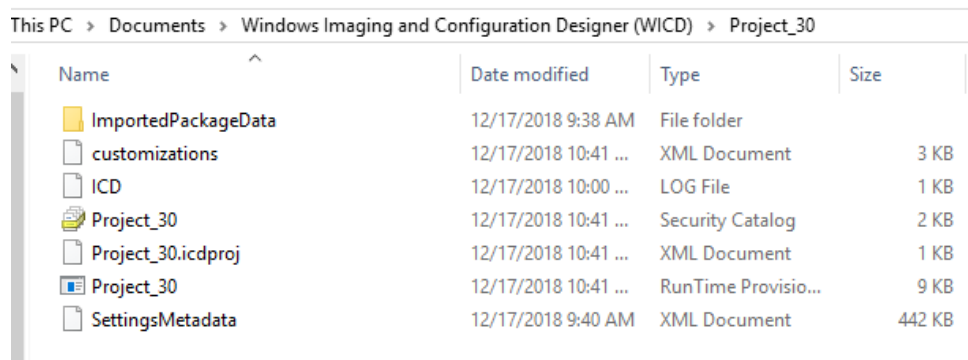 This PC > Documents > Windows Imaging and Configuration Designer (WICD) > Project_30
Name Date modified Type Size
ImportedPackageData 12/17/2018 9:38 AM File folder
customizations 12/17/2018 10:41 ... XML Document 3 KB
ICD 12/17/2018 10:00 ... LOG File 1 KB
Project_30 12/17/2018 10:41 ... Security Catalog 2 KB
Project_30.icdproj 12/17/2018 10:41 ... XML Document 1 KB
Project_30 12/17/2018 10:41 ... RunTime Provisio... 9 KB
SettingsMetadata 12/17/2018 9:40 AM XML Document 442 KB